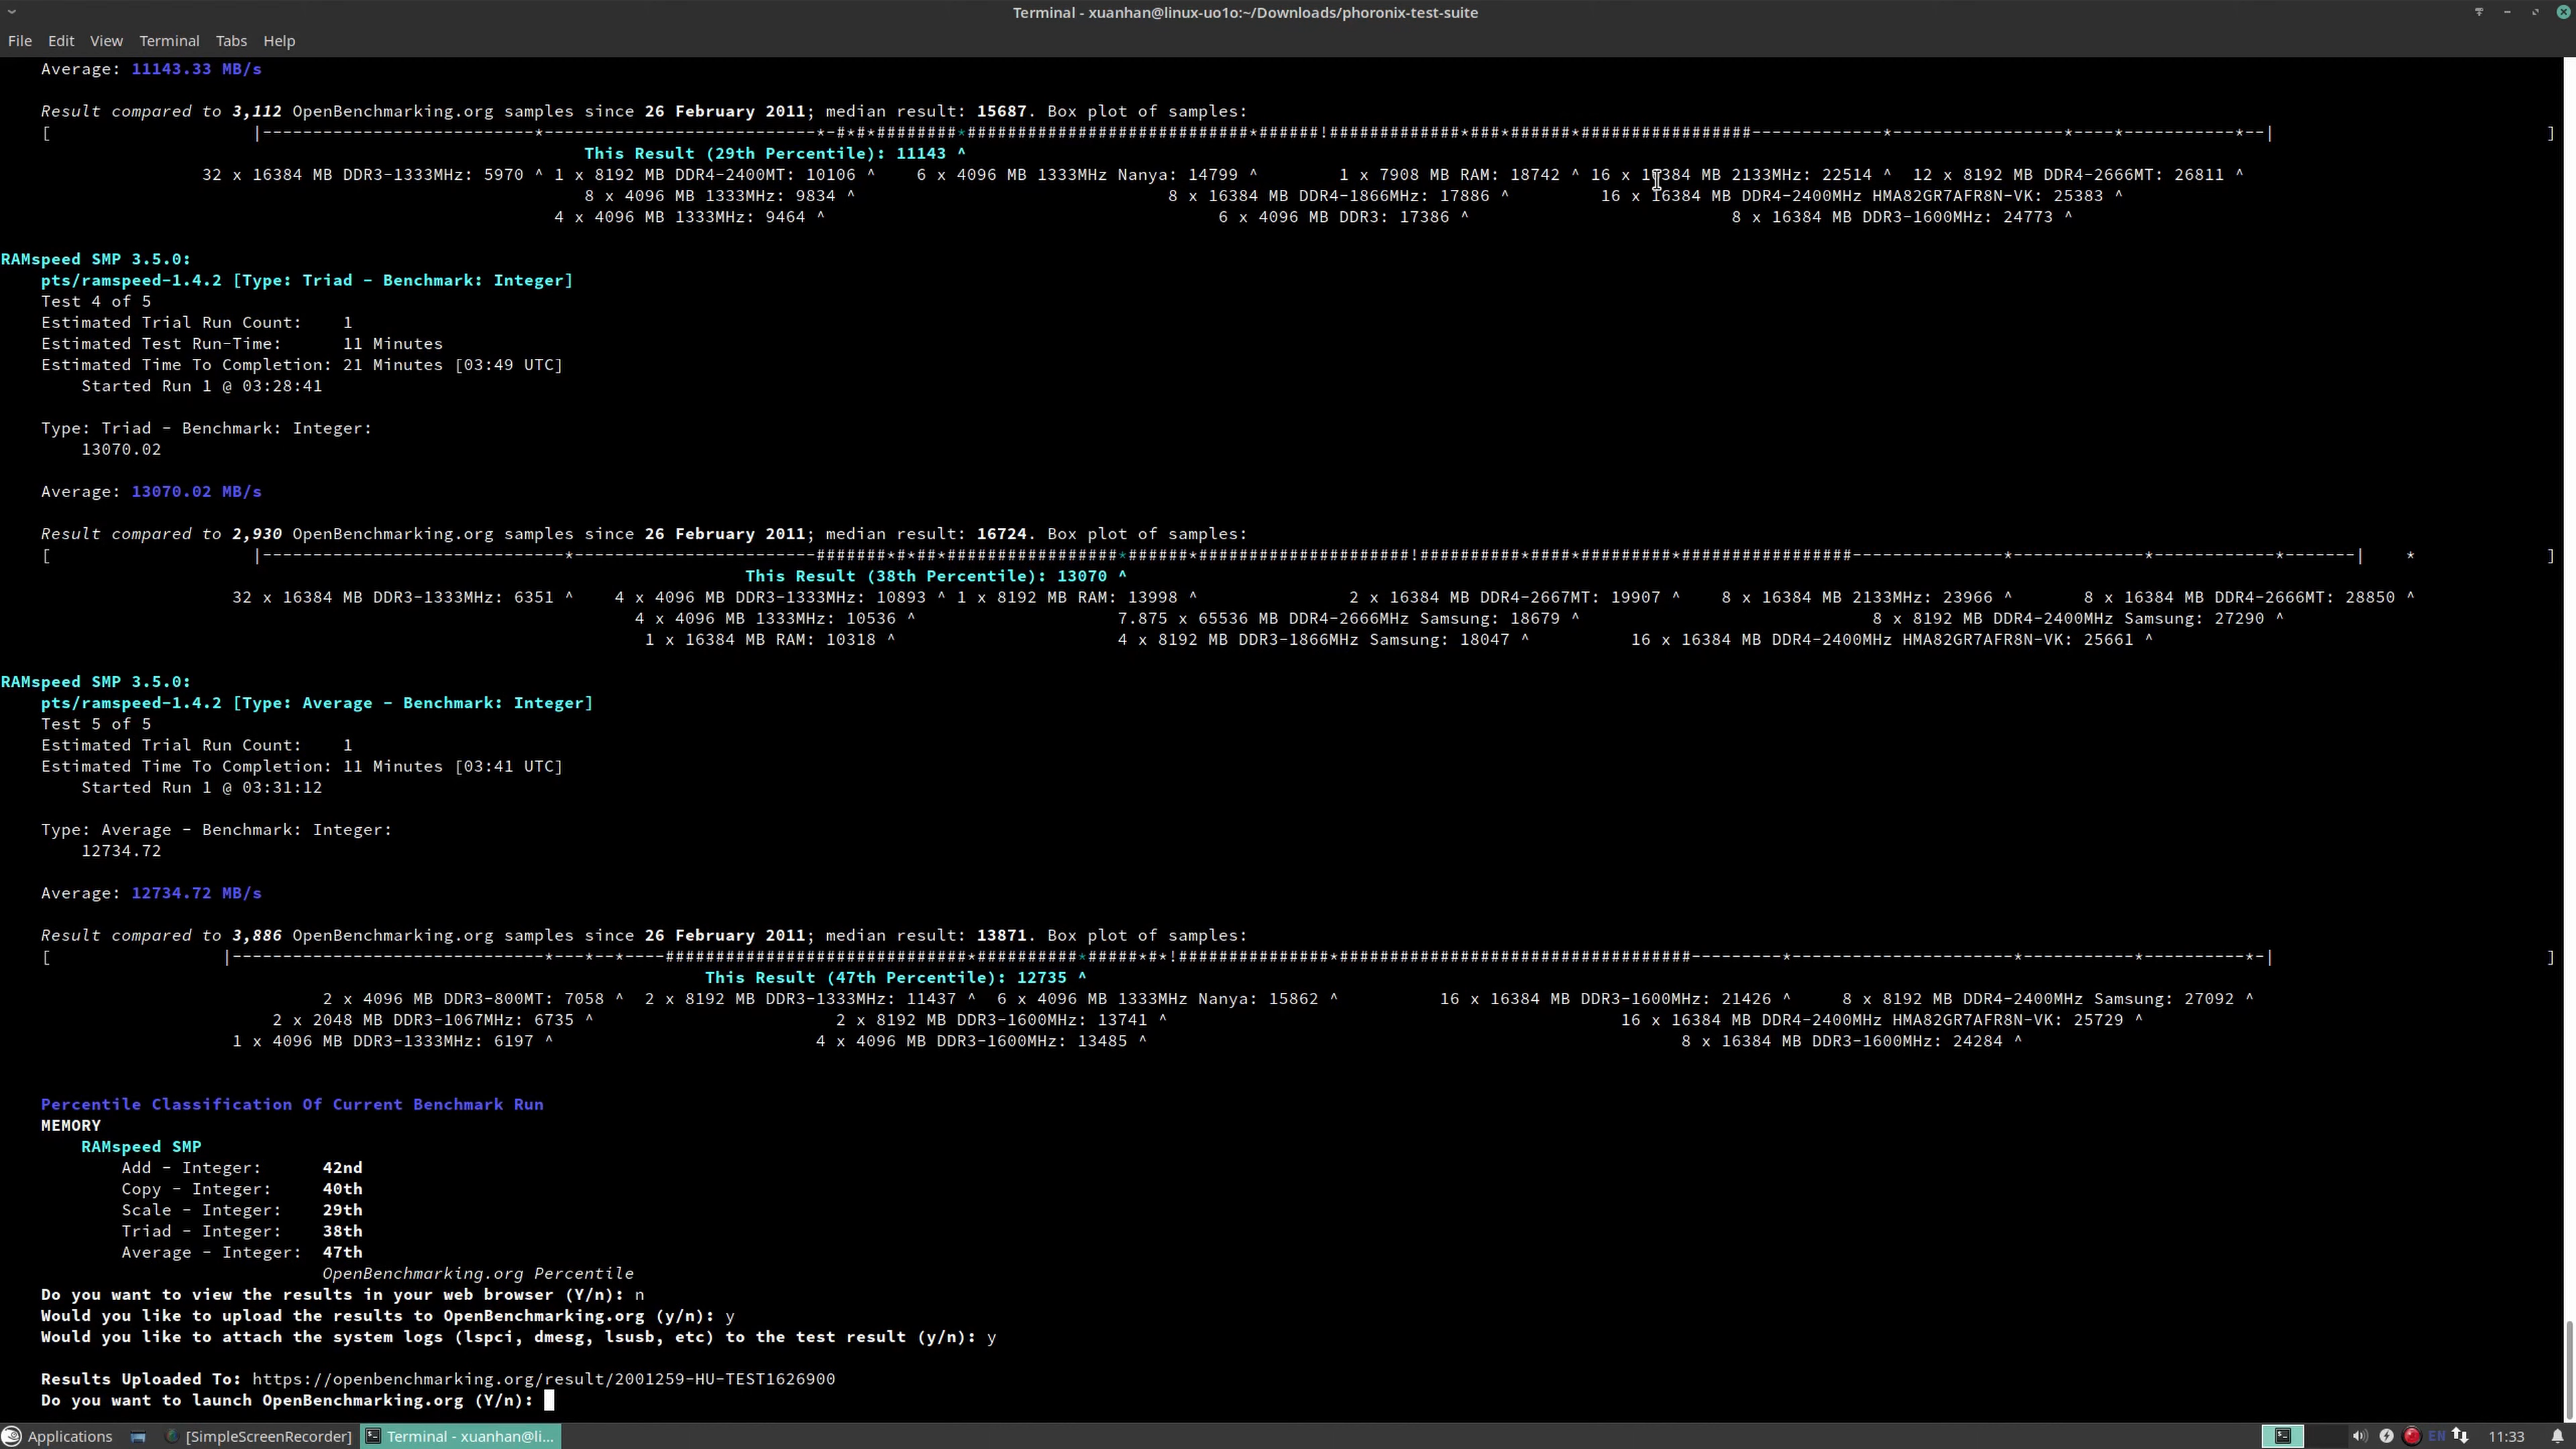 Terminal - xuanhan@linux-uo1o:~/Downloads/phoronix-test-suite
File Edit View Terminal Tabs Help
Average: 11143.33 MB/s
Result compared to 3,112 OpenBenchmarking.org samples since 26 February 2011; median result: 15687. Box plot of samples:
[ |---------------------------*---------------------------*-#*#*########*############################*######!#############*###*######*#################-------------*-----------------*----*-----------*--| ]
This Result (29th Percentile): 11143 ^
32 x 16384 MB DDR3-1333MHz: 5970 ^ 1 x 8192 MB DDR4-2400MT: 10106 ^ 6 x 4096 MB 1333MHz Nanya: 14799 ^ 1 x 7908 MB RAM: 18742 ^ 16 x 16384 MB 2133MHz: 22514 ^ 12 x 8192 MB DDR4-2666MT: 26811 ^
8 x 4096 MB 1333MHz: 9834 ^ 8 x 16384 MB DDR4-1866MHz: 17886 ^ 16 x 16384 MB DDR4-2400MHz HMA82GR7AFR8N-VK: 25383 ^
4 x 4096 MB 1333MHz: 9464 ^ 6 x 4096 MB DDR3: 17386 ^ 8 x 16384 MB DDR3-1600MHz: 24773 ^
RAMspeed SMP 3.5.0:
pts/ramspeed-1.4.2 [Type: Triad - Benchmark: Integer]
Test 4 of 5
Estimated Trial Run Count: 1
Estimated Test Run-Time: 11 Minutes
Estimated Time To Completion: 21 Minutes [03:49 UTC]
Started Run 1 @ 03:28:41
Type: Triad - Benchmark: Integer:
13070.02
Average: 13070.02 MB/s
Result compared to 2,930 OpenBenchmarking.org samples since 26 February 2011; median result: 16724. Box plot of samples:
[ |------------------------------*------------------------#######*#*##*#################*######*#####################!##########*####*#########*#################---------------*-------------*------------*-------| * ]
This Result (38th Percentile): 13070 ^
32 x 16384 MB DDR3-1333MHz: 6351 ^ 4 x 4096 MB DDR3-1333MHz: 10893 ^ 1 x 8192 MB RAM: 13998 ^ 2 x 16384 MB DDR4-2667MT: 19907 ^ 8 x 16384 MB 2133MHz: 23966 ^ 8 x 16384 MB DDR4-2666MT: 28850 ^
4 x 4096 MB 1333MHz: 10536 ^ 7.875 x 65536 MB DDR4-2666MHz Samsung: 18679 ^ 8 x 8192 MB DDR4-2400MHz Samsung: 27290 ^
1 x 16384 MB RAM: 10318 ^ 4 x 8192 MB DDR3-1866MHz Samsung: 18047 ^ 16 x 16384 MB DDR4-2400MHz HMA82GR7AFR8N-VK: 25661 ^
RAMspeed SMP 3.5.0:
pts/ramspeed-1.4.2 [Type: Average - Benchmark: Integer]
Test 5 of 5
Estimated Trial Run Count: 1
Estimated Time To Completion: 11 Minutes [03:41 UTC]
Started Run 1 @ 03:31:12
Type: Average - Benchmark: Integer:
12734.72
Average: 12734.72 MB/s
Result compared to 3,886 OpenBenchmarking.org samples since 26 February 2011; median result: 13871. Box plot of samples:
[ |-------------------------------*---*--*----##############################*##########*#####*#*!###############*###################################---------*----------------------*-----------*----------*-| ]
This Result (47th Percentile): 12735 ^
2 x 4096 MB DDR3-800MT: 7058 ^ 2 x 8192 MB DDR3-1333MHz: 11437 ^ 6 x 4096 MB 1333MHz Nanya: 15862 ^ 16 x 16384 MB DDR3-1600MHz: 21426 ^ 8 x 8192 MB DDR4-2400MHz Samsung: 27092 ^
2 x 2048 MB DDR3-1067MHz: 6735 ^ 2 x 8192 MB DDR3-1600MHz: 13741 ^ 16 x 16384 MB DDR4-2400MHz HMA82GR7AFR8N-VK: 25729 ^
1 x 4096 MB DDR3-1333MHz: 6197 ^ 4 x 4096 MB DDR3-1600MHz: 13485 ^ 8 x 16384 MB DDR3-1600MHz: 24284 ^
Percentile Classification Of Current Benchmark Run
MEMORY
RAMspeed SMP
Add - Integer: 42nd
Copy - Integer: 40th
Scale - Integer: 29th
Triad - Integer: 38th
Average - Integer: 47th
OpenBenchmarking.org Percentile
Do you want to view the results in your web browser (Y/n): n
Would you like to upload the results to OpenBenchmarking.org (y/n): y
Would you like to attach the system logs (lspci, dmesg, lsusb, etc) to the test result (y/n): y
Results Uploaded To: https://openbenchmarking.org/result/2001259-HU-TEST1626900
Do you want to launch OpenBenchmarking.org (Y/n):
Applications [SimpleScreenRecorder] Terminal - xuanhan@li... EN 11:33